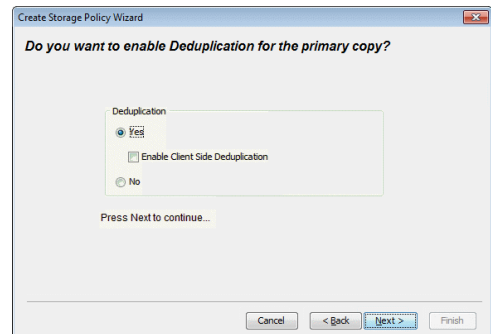 Create Storage Policy Wizard
Do you want to enable Deduplication for the primary copy?
Deduplication
Yes
Enable Client Side Deduplication
No
Press Next to continue...
Cancel
< Back
Next >
Finish